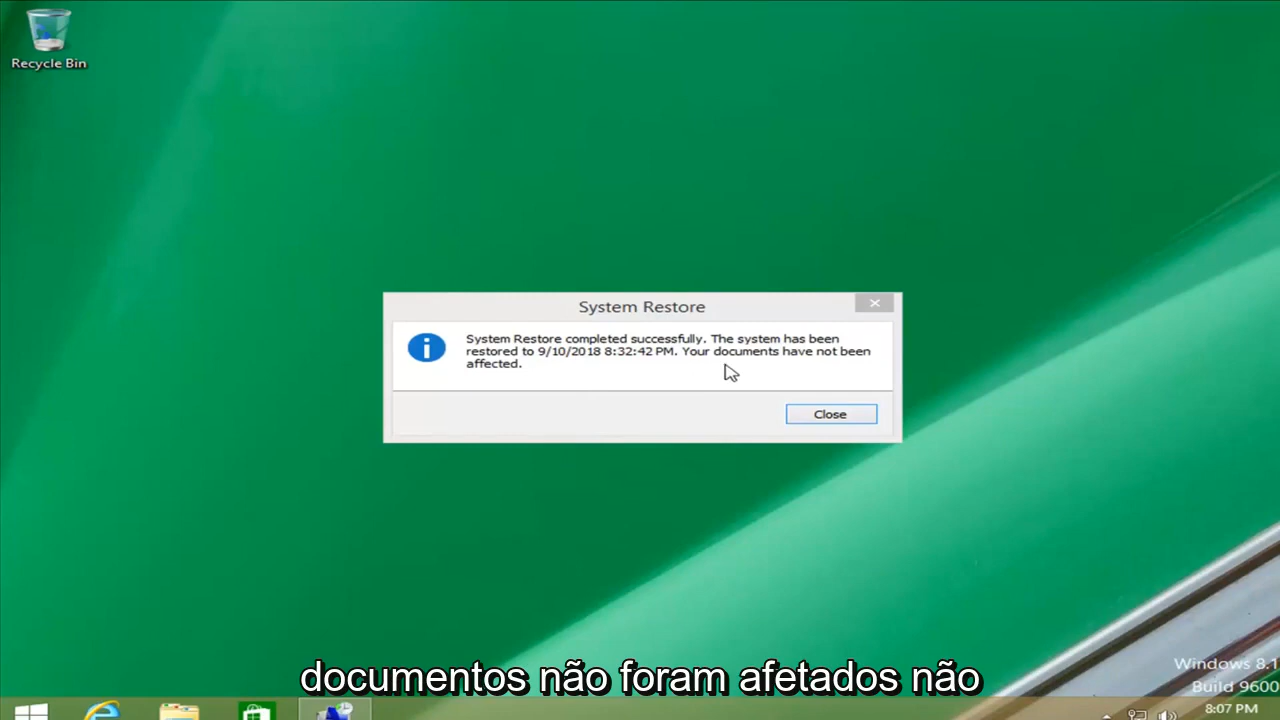 Recycle Bin
System Restore
System Restore completed successfully. The system has been
restored to 9/10/2018 8:32:42 PM. Your documents have not been
affected.
Close
documentos não foram afetados não
Windows 8.1
Build 9600
8:07 PM